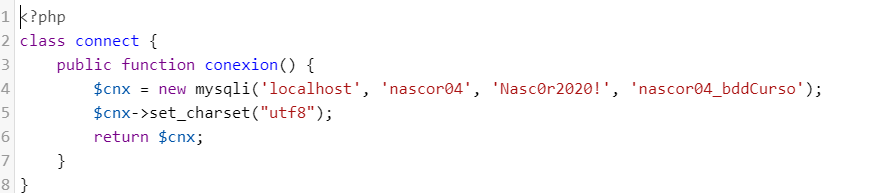 1 <?php
2 class connect {
3     public function conexion() {
4         $cnx = new mysqli('localhost', 'nascor04', 'Nasc0r2020!', 'nascor04_bddCurso');
5         $cnx->set_charset("utf8");
6         return $cnx;
7     }
8 }